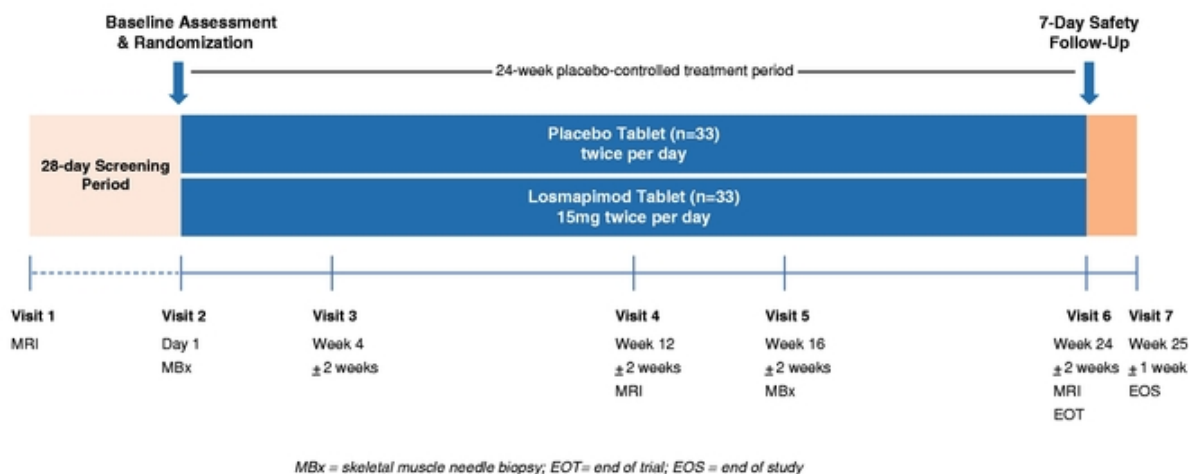 Baseline Assessment
& Randomization
7-Day Safety
Follow-Up
24-week placebo-controlled treatment period
28-day Screening
Period
Placebo Tablet (n=33)
twice per day
Losmapimod Tablet (n=33)
15mg twice per day
Visit 1
MRI
Visit 2
Day 1
MBx
Visit 3
Week 4
±2 weeks
Visit 4
Week 12
±2 weeks
MRI
Visit 5
Week 16
±2 weeks
MBx
Visit 6
Week 24
±2 weeks
MRI
EOT
Visit 7
Week 25
±1 week
EOS
MBx = skeletal muscle needle biopsy; EOT= end of trial; EOS = end of study